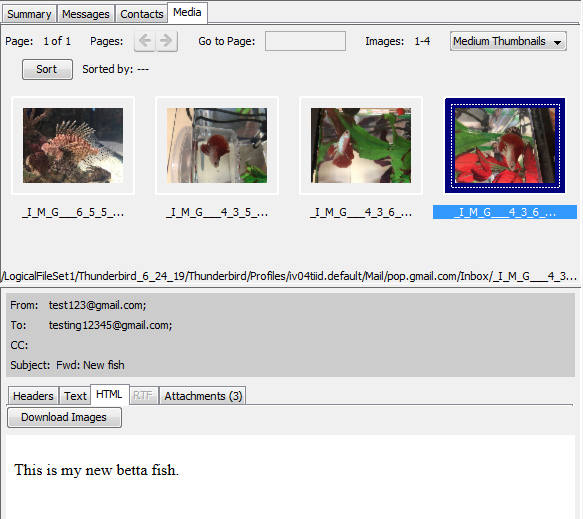 Summary Messages Contacts Media
Page: 1 of 1 Pages: Go to Page: Images: 1-4 Medium Thumbnails
Sort Sorted by: ---
_I_M_G___6_5_5_... _I_M_G___4_3_5_... _I_M_G___4_3_6_... _I_M_G___4_3_6_...
/LogicalFileSet1/Thunderbird_6_24_19/Thunderbird/Profiles/iv04tiid.default/Mail/pop.gmail.com/Inbox/_I_M_G___4_3...
From: test123@gmail.com;
To: testing12345@gmail.com;
CC:
Subject: Fwd: New fish
Headers Text HTML RTF Attachments (3)
Download Images
This is my new betta fish.